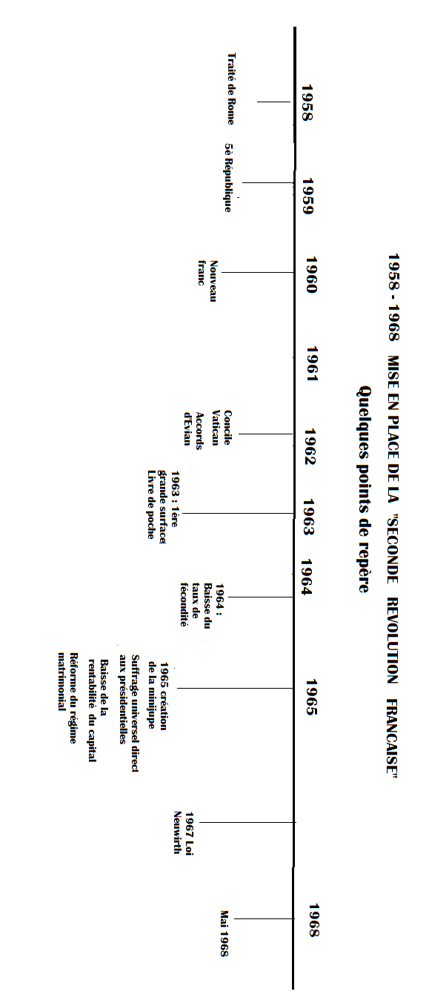 1958 - 1968 MISE EN PLACE DE LA "SECONDE REVOLUTION FRANCAISE"
Quelques points de repère
1958
1959
1960
1961
1962
1963
1964
1965
1968
Traité de Rome
5è République
Nouveau
franc
Concile
Vatican
Accords
d'Evian
1963 : 1ère
grande surface
Livre de poche
1964 :
Baisse du
taux de
fécondité
1965 création
de la minijupe
Suffrage universel direct
aux présidentielles
Baisse de la
rentabilité du capital
Réforme du régime
matrimonial
1967 Loi
Neuwirth
Mai 1968